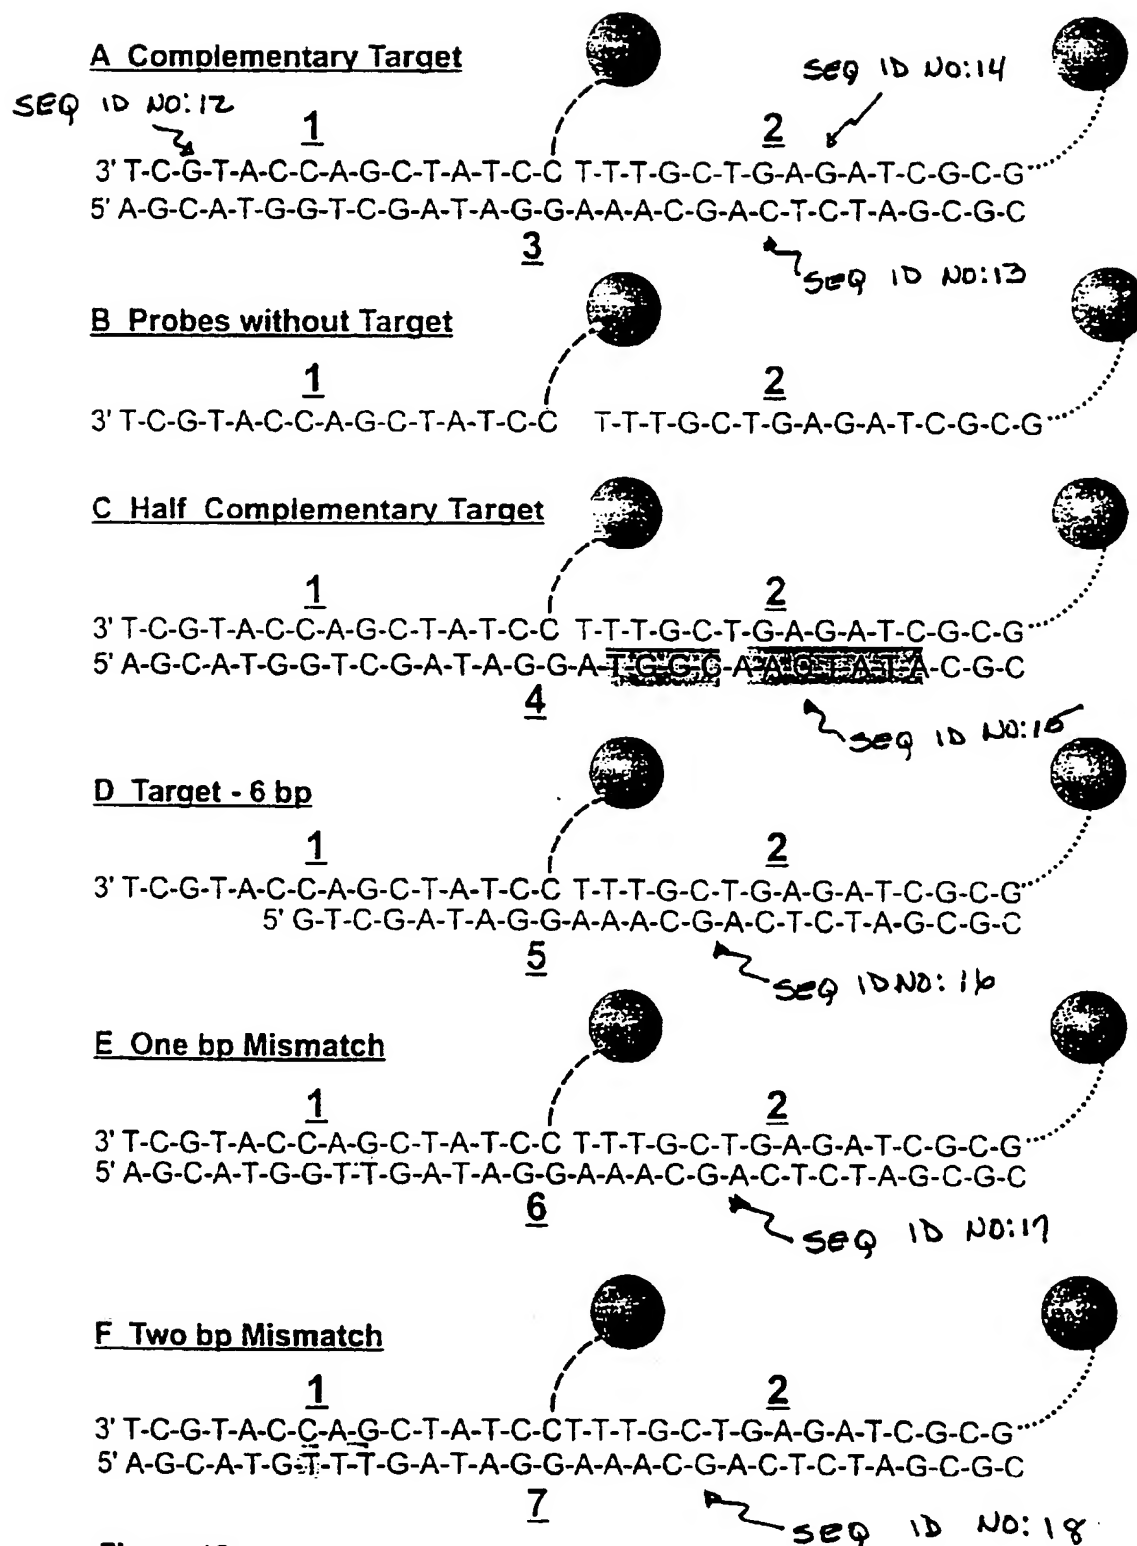 A Complementary Target
SEQ ID NO:14
SEQ ID NO:12
1
2
3' T-C-G-T-A-C-C-A-G-C-T-A-T-C-C T-T-T-G-C-T-G-A-G-A-T-C-G-C-G
5' A-G-C-A-T-G-G-T-C-G-A-T-A-G-G-A-A-A-C-G-A-C-T-C-T-A-G-C-G-C
3
SEQ ID NO:13
B Probes without Target
1
2
3' T-C-G-T-A-C-C-A-G-C-T-A-T-C-C T-T-T-G-C-T-G-A-G-A-T-C-G-C-G
C Half Complementary Target
1
2
3' T-C-G-T-A-C-C-A-G-C-T-A-T-C-C T-T-T-G-C-T-G-A-G-A-T-C-G-C-G
5' A-G-C-A-T-G-G-T-C-G-A-T-A-G-G-A-T-G-G-C-A-A-C-T-A-T-A-C-G-C
4
SEQ ID NO:15
D Target - 6 bp
1
2
3' T-C-G-T-A-C-C-A-G-C-T-A-T-C-C T-T-T-G-C-T-G-A-G-A-T-C-G-C-G
5' G-T-C-G-A-T-A-G-G-A-A-A-C-G-A-C-T-C-T-A-G-C-G-C
5
SEQ ID NO:16
E One bp Mismatch
1
2
3' T-C-G-T-A-C-C-A-G-C-T-A-T-C-C T-T-T-G-C-T-G-A-G-A-T-C-G-C-G
5' A-G-C-A-T-G-G-T-T-G-A-T-A-G-G-A-A-A-C-G-A-C-T-C-T-A-G-C-G-C
6
SEQ ID NO:17
F Two bp Mismatch
1
2
3' T-C-G-T-A-C-C-A-G-C-T-A-T-C-C-T-T-T-G-C-T-G-A-G-A-T-C-G-C-G
5' A-G-C-A-T-G-T-T-T-G-A-T-A-G-G-A-A-A-C-G-A-C-T-C-T-A-G-C-G-C
7
SEQ ID NO:18